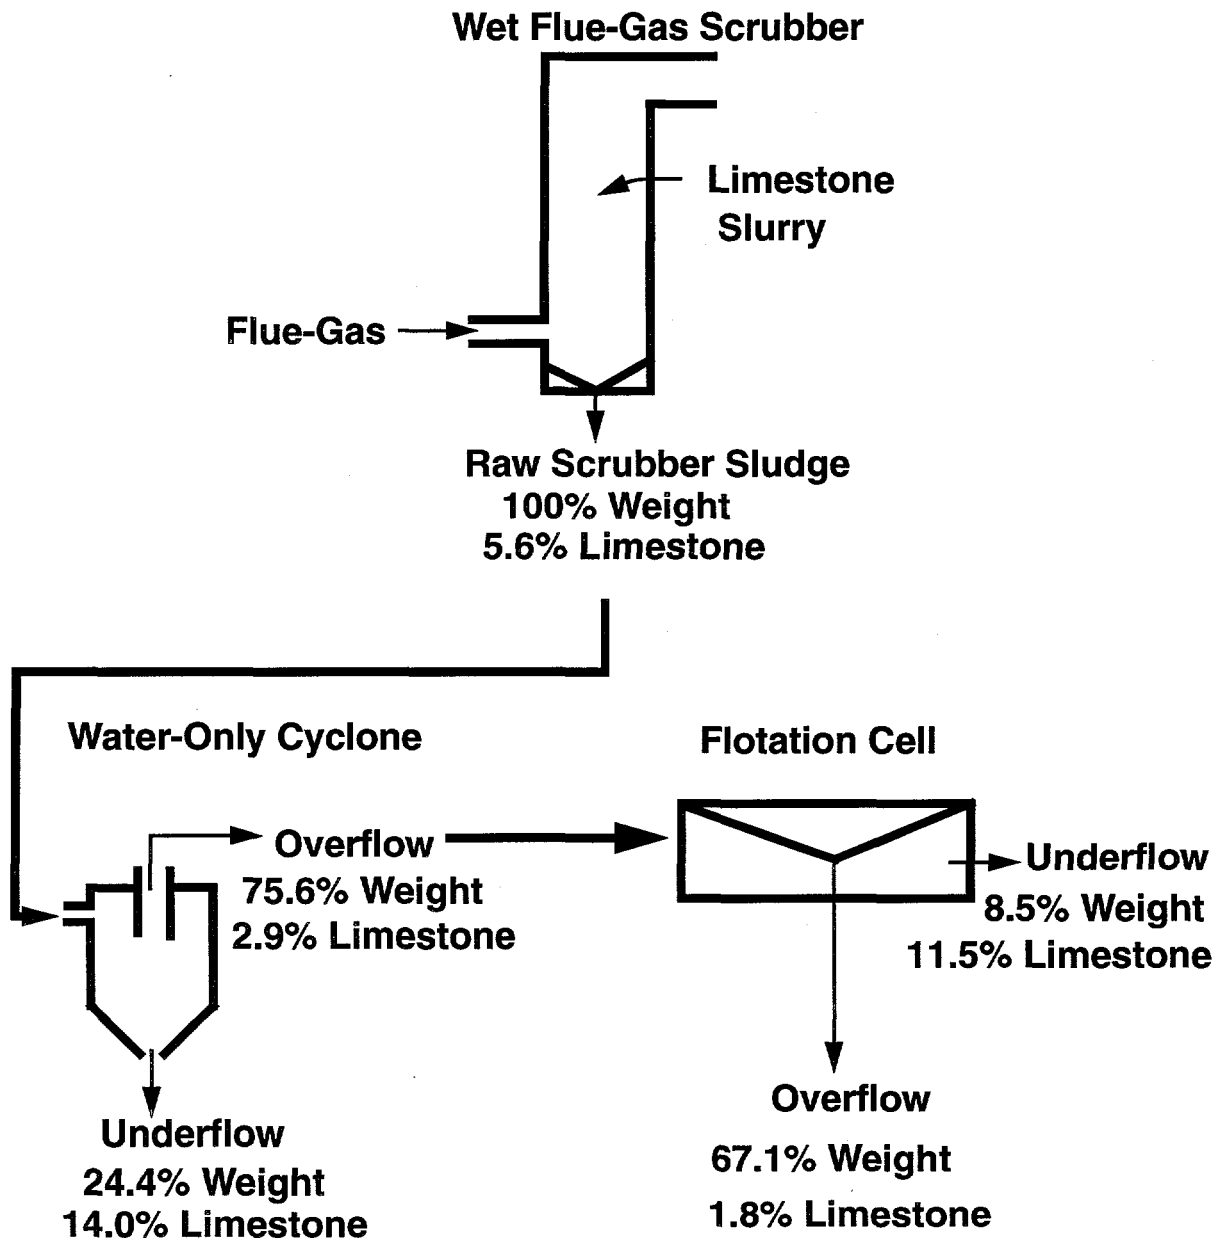 Wet Flue-Gas Scrubber
Limestone
Slurry
Flue-Gas
Raw Scrubber Sludge
100% Weight
5.6% Limestone
Water-Only Cyclone
Flotation Cell
Overflow
75.6% Weight
2.9% Limestone
Underflow
8.5% Weight
11.5% Limestone
Underflow
24.4% Weight
14.0% Limestone
Overflow
67.1% Weight
1.8% Limestone